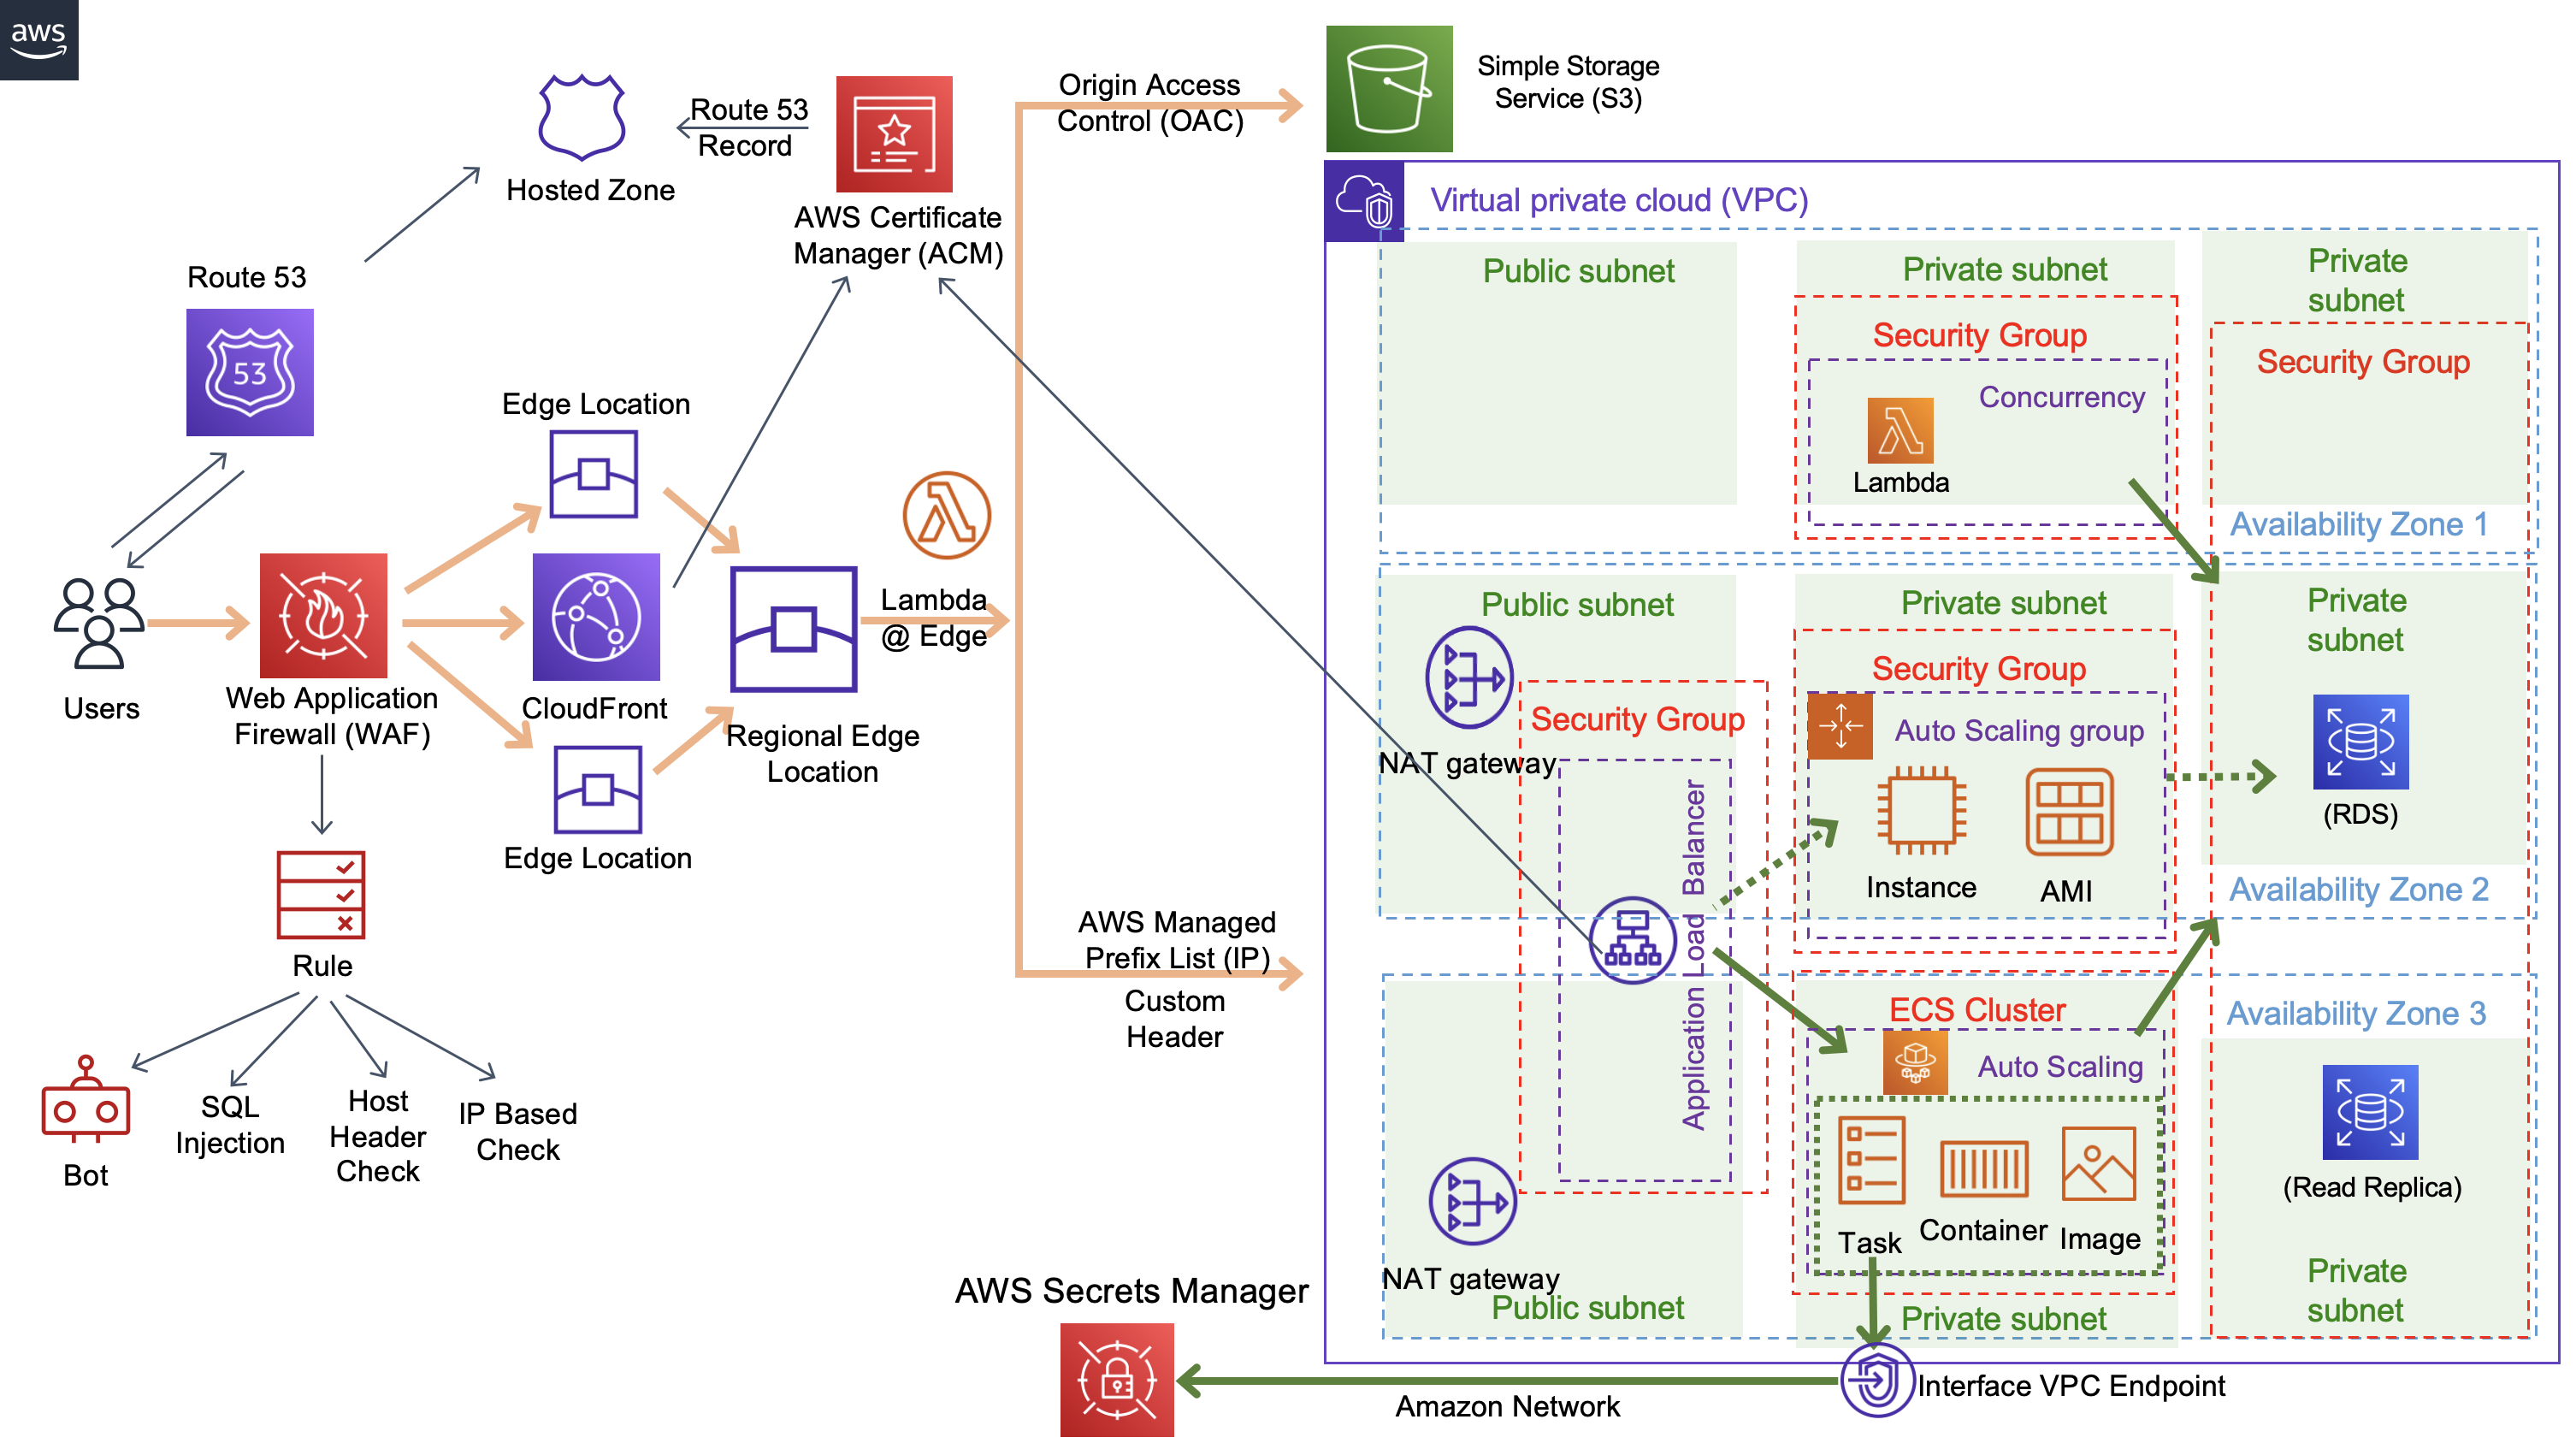 aws
Hosted Zone
Route 53
Record
AWS Certificate
Manager (ACM)
Origin Access
Control (OAC)
Simple Storage
Service (S3)
Route 53
53
Users
Web Application
Firewall (WAF)
Edge Location
CloudFront
Edge Location
Regional Edge
Location
Lambda
@ Edge
Rule
Bot
SQL
Injection
Host
Header
Check
IP Based
Check
AWS Managed
Prefix List (IP)
Custom
Header
AWS Secrets Manager
Amazon Network
Interface VPC Endpoint
Virtual private cloud (VPC)
Public subnet
Private subnet
Security Group
Concurrency
Lambda
Private
subnet
Security Group
Availability Zone 1
Public subnet
NAT gateway
Security Group
Application Load Balancer
Private subnet
Security Group
Auto Scaling group
Instance
AMI
Private
subnet
(RDS)
Availability Zone 2
NAT gateway
Public subnet
ECS Cluster
Auto Scaling
Task
Container
Image
Private subnet
Availability Zone 3
(Read Replica)
Private
subnet